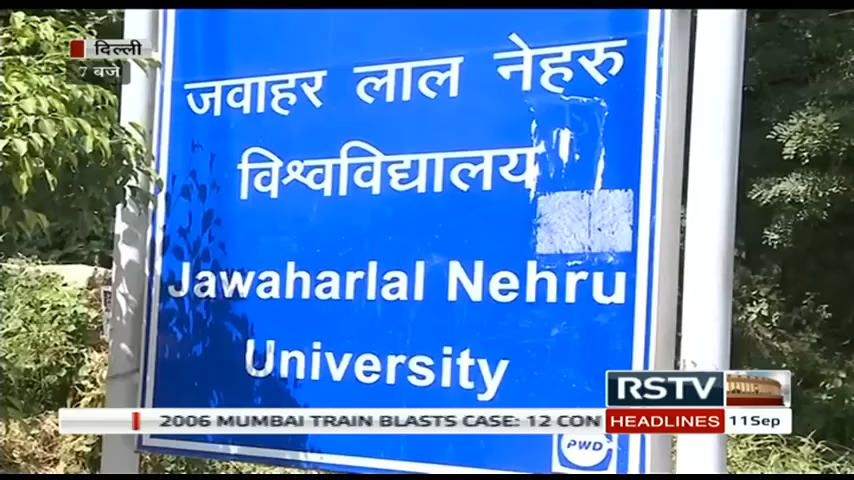 दिल्ली
7 बजे
जवाहर लाल नेहरु
विश्वविद्यालय
Jawaharlal Nehru
University
PWD
RSTV
2006 MUMBAI TRAIN BLASTS CASE: 12 CON
HEADLINES
11Sep